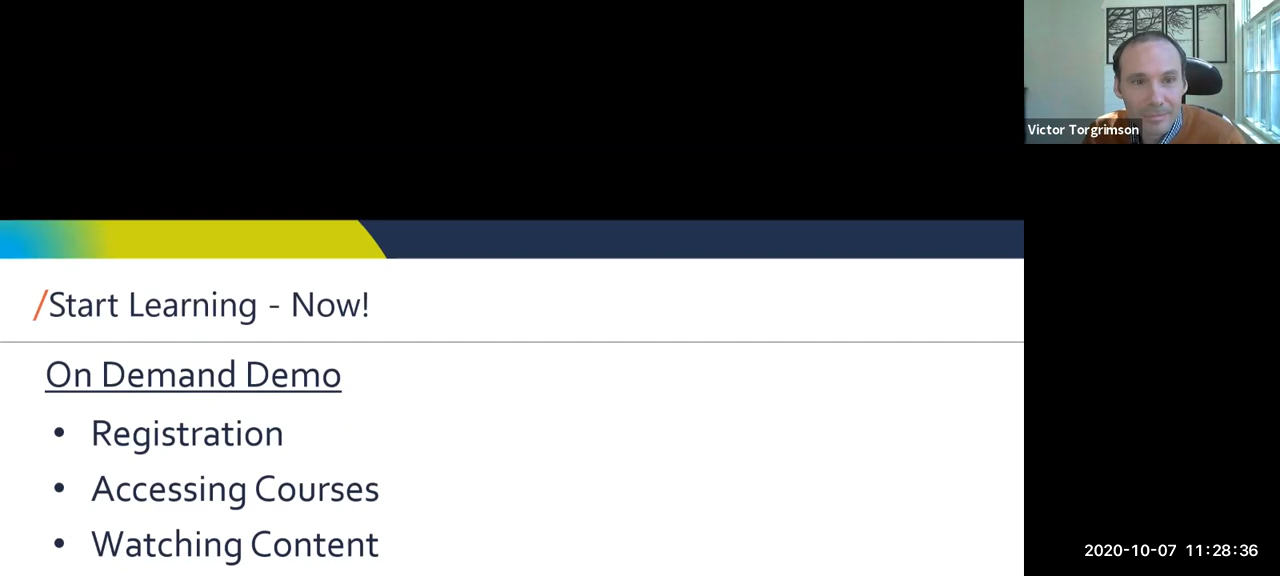 Victor Torgrimson
/Start Learning - Now!
On Demand Demo
• Registration
• Accessing Courses
• Watching Content
2020-10-07 11:28:36